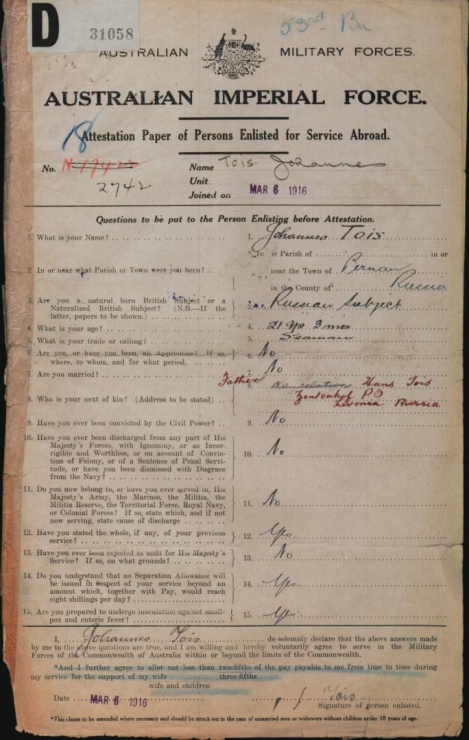 D
31058
53rd Bn
AUSTRALIAN MILITARY FORCES.
AUSTRALIAN IMPERIAL FORCE.
18
Attestation Paper of Persons Enlisted for Service Abroad.
No. 2742
Name Tois Johannes
Unit
Joined on MAR 6 1916
Questions to be put to the Person Enlisting before Attestation.
1. What is your Name? 1. Johannes Tois
In the Parish of in or
2. In or near what Parish or Town were you born? near the Town of Pernau
in the County of Russia
3. Are you a natural born British Subject or a 3. Russian Subject
Naturalized British Subject? (N.B.—If the
latter, papers to be shown.)
4. What is your age? 4. 21 yrs 3 mos
5. What is your trade or calling? 5. Seaman
6. Are you, or have you been, an Apprentice? If so, 6. No
where, to whom, and for what period,
7. Are you married? 7. No
Father Hans Tois
8. Who is your next of kin? (Address to be stated) 8. PO
Livonia Russia
9. Have you ever been convicted by the Civil Power? 9. No
10. Have you ever been discharged from any part of His
Majesty's Forces, with Ignominy, or as Incor-
rigible and Worthless, or on account of Convic-
tion of Felony, or of a Sentence of Penal Servi- 10. No
tude, or have you been dismissed with Disgrace
from the Navy?
11. Do you now belong to, or have you ever served in, His
Majesty's Army, the Marines, the Militia, the
Militia Reserve, the Territorial Force, Royal Navy, 11. No
or Colonial Forces? If so, state which, and if not
now serving, state cause of discharge
12. Have you stated the whole, if any, of your previous 12. Yes
service?
13. Have you ever been rejected as unfit for His Majesty's 13. No
Service? If so, on what grounds?
14. Do you understand that no Separation Allowance will
be issued in respect of your service beyond an 14. Yes
amount which, together with Pay, would reach
eight shillings per day?
15. Are you prepared to undergo inoculation against small- 15. Yes
pox and enteric fever?
I, Johannes Tois do solemnly declare that the above answers made
by me to the above questions are true, and I am willing and hereby voluntarily agree to serve in the Military
Forces of the Commonwealth of Australia within or beyond the limits of the Commonwealth.
*And I further agree to allot not less than two-fifths of the pay payable to me from time to time during
three-fifths
my service for the support of my wife
wife and children
Date MAR 6 1916 J Tois
Signature of person enlisted.
*This clause to be amended where necessary and should be struck out in the case of unmarried men or widowers without children under 18 years of age.